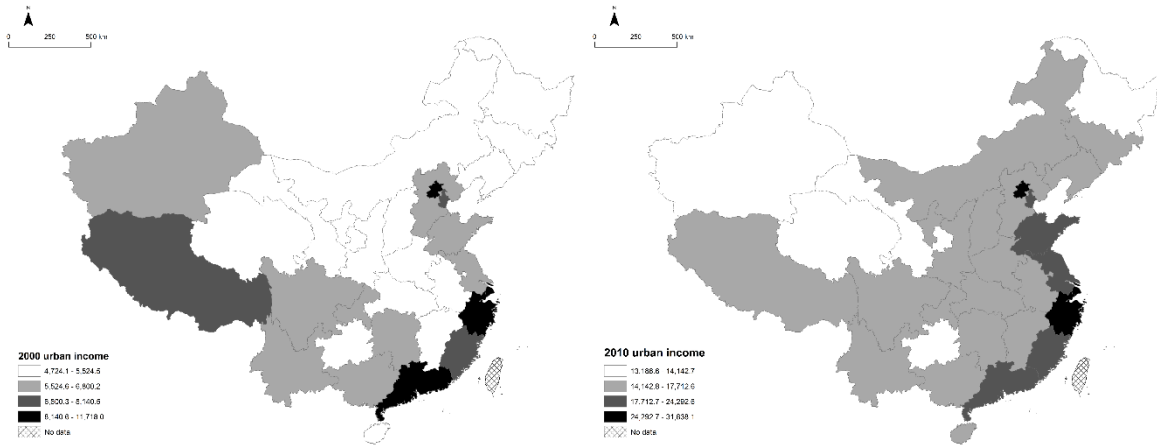 N
0 250 500 km
2000 urban income
4,724.1 - 5,524.5
5,524.6 - 6,800.2
6,800.3 - 8,140.5
8,140.6 - 11,718.0
No data
N
0 250 500 km
2010 urban income
13,188.6 - 14,142.7
14,142.8 - 17,712.6
17,712.7 - 24,292.6
24,292.7 - 31,638.1
No data